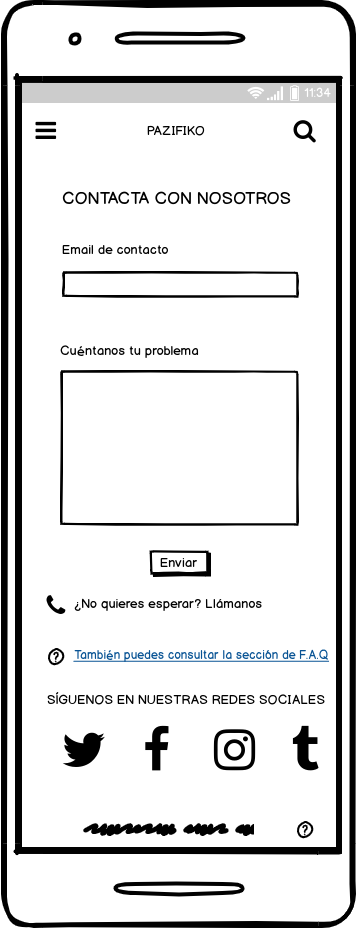 11:34
PAZIFIKO
CONTACTA CON NOSOTROS
Email de contacto
Cuéntanos tu problema
Enviar
¿No quieres esperar? Llámanos
También puedes consultar la sección de F.A.Q
SÍGUENOS EN NUESTRAS REDES SOCIALES